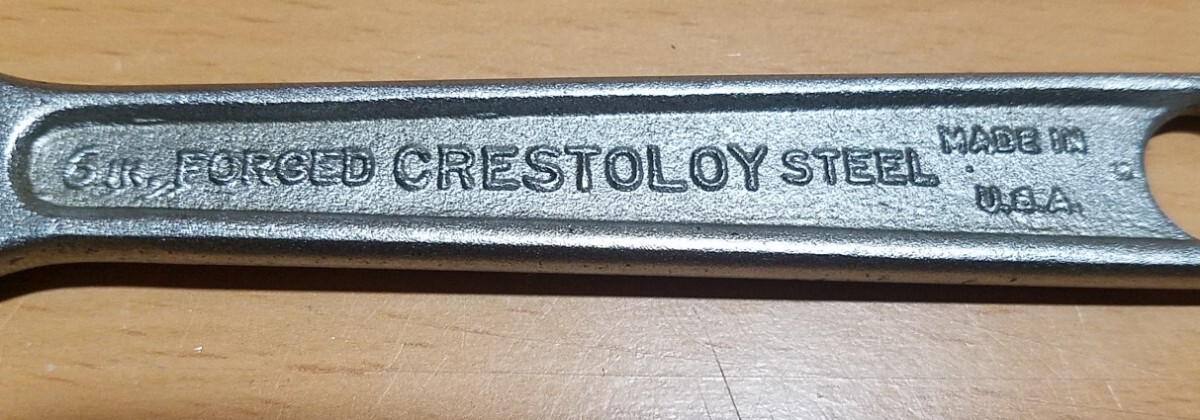 6 IN. FORGED CRESTOLOY STEEL
MADE IN
U.S.A.